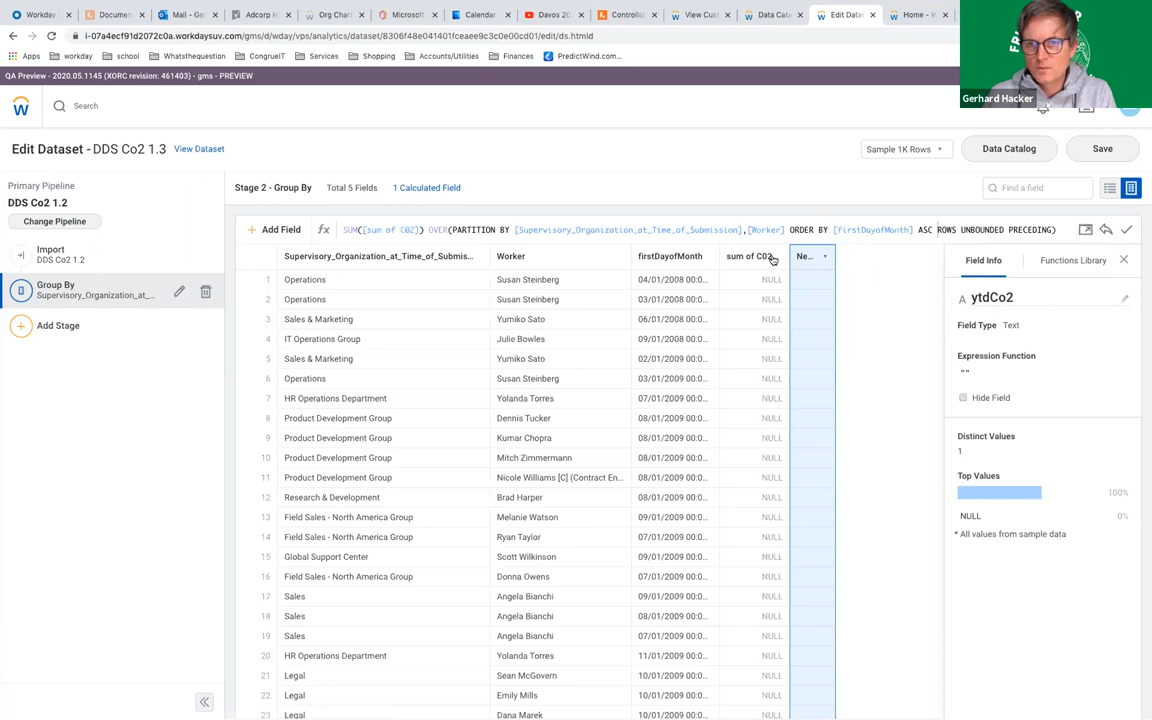 Workday
Documen
Mail - Ger
Adcorp H
Org Chart
Microsoft
Calendar
Davos 20
Controlla
View Cus
Data Cat
Edit Data
Home - W
i-07a4ecf91d2072c0a.workdaysuv.com/gms/d/wday/vps/analytics/dataset/8306f48e041401fceaee9c3c0e00cd01/edit/ds.htmld
Apps workday school Whatsthequestion CongrueIT Services Shopping Accounts/Utilities Finances PredictWind.com...
QA Preview - 2020.05.1145 (XORC revision: 461403) - gms - PREVIEW
Gerhard Hacker
Search
Edit Dataset - DDS Co2 1.3 View Dataset
Sample 1K Rows Data Catalog Save
Primary Pipeline
DDS Co2 1.2
Change Pipeline
Import
DDS Co2 1.2
Group By
Supervisory_Organization_at_...
Add Stage
Stage 2 - Group By Total 5 Fields 1 Calculated Field
Find a field
Add Field fx SUM([sum of CO2]) OVER(PARTITION BY [Supervisory_Organization_at_Time_of_Submission],[Worker] ORDER BY [firstDayofMonth] ASC ROWS UNBOUNDED PRECEDING)
Supervisory_Organization_at_Time_of_Submis... Worker firstDayofMonth sum of CO2 Ne...
1 Operations Susan Steinberg 04/01/2008 00:0... NULL
2 Operations Susan Steinberg 03/01/2008 00:0... NULL
3 Sales & Marketing Yumiko Sato 06/01/2008 00:0... NULL
4 IT Operations Group Julie Bowles 09/01/2008 00:0... NULL
5 Sales & Marketing Yumiko Sato 02/01/2009 00:0... NULL
6 Operations Susan Steinberg 03/01/2009 00:0... NULL
7 HR Operations Department Yolanda Torres 07/01/2009 00:0... NULL
8 Product Development Group Dennis Tucker 08/01/2009 00:0... NULL
9 Product Development Group Kumar Chopra 08/01/2009 00:0... NULL
10 Product Development Group Mitch Zimmermann 08/01/2009 00:0... NULL
11 Product Development Group Nicole Williams [C] (Contract En... 08/01/2009 00:0... NULL
12 Research & Development Brad Harper 08/01/2009 00:0... NULL
13 Field Sales - North America Group Melanie Watson 09/01/2009 00:0... NULL
14 Field Sales - North America Group Ryan Taylor 07/01/2009 00:0... NULL
15 Global Support Center Scott Wilkinson 09/01/2009 00:0... NULL
16 Field Sales - North America Group Donna Owens 07/01/2009 00:0... NULL
17 Sales Angela Bianchi 09/01/2009 00:0... NULL
18 Sales Angela Bianchi 08/01/2009 00:0... NULL
19 Sales Angela Bianchi 07/01/2009 00:0... NULL
20 HR Operations Department Yolanda Torres 11/01/2009 00:0... NULL
21 Legal Sean McGovern 10/01/2009 00:0... NULL
22 Legal Emily Mills 10/01/2009 00:0... NULL
23 Legal Dana Marek 10/01/2009 00:0... NULL
Field Info Functions Library
A ytdCo2
Field Type Text
Expression Function
""
Hide Field
Distinct Values
1
Top Values
100%
NULL 0%
* All values from sample data